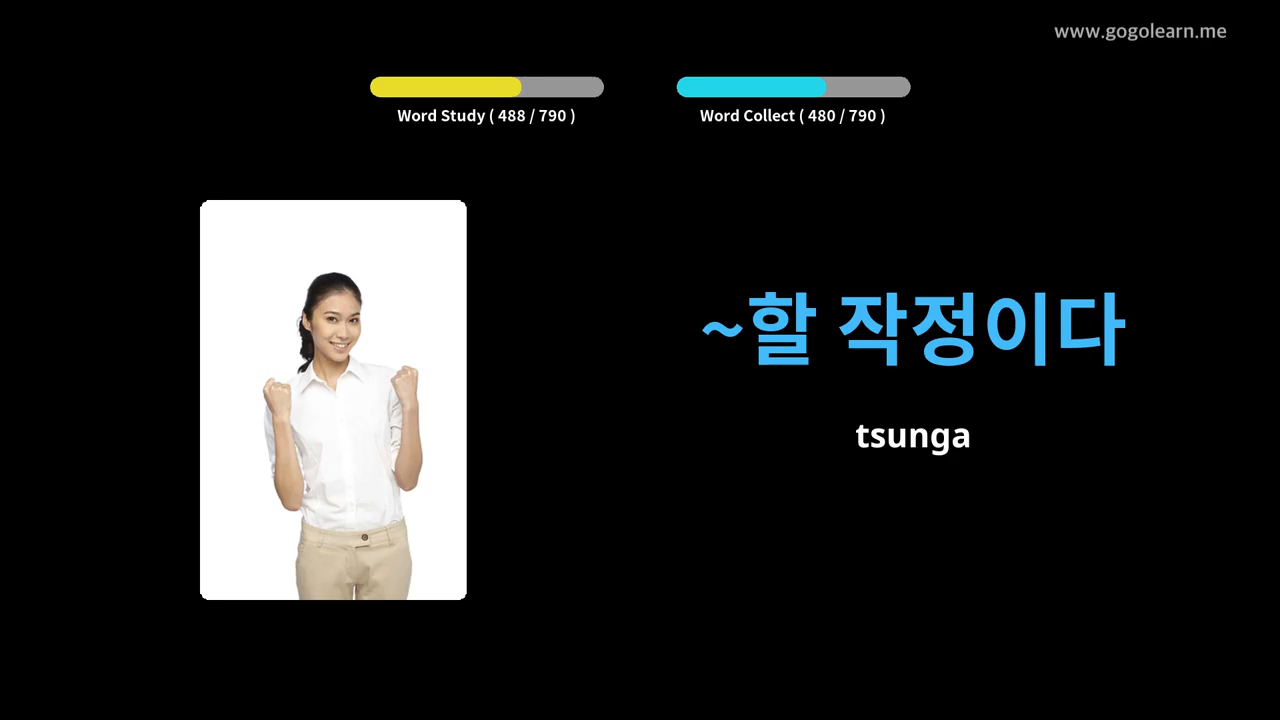 www.gogolearn.me
Word Study ( 488 / 790 )
Word Collect ( 480 / 790 )
~할 작정이다
tsunga